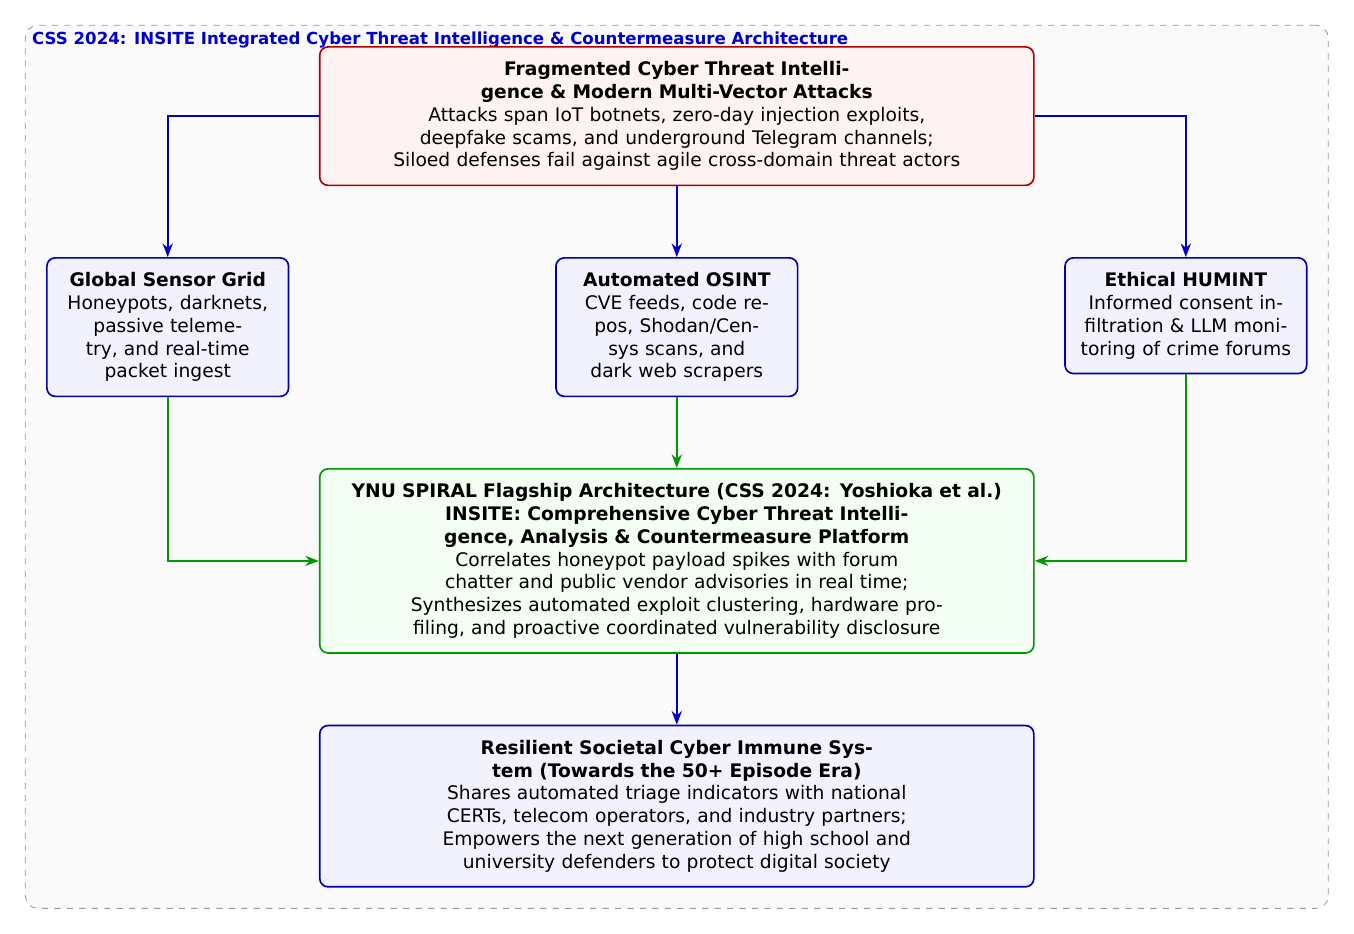 CSS 2024: INSITE Integrated Cyber Threat Intelligence & Countermeasure Architecture
Fragmented Cyber Threat Intelli-
gence & Modern Multi-Vector Attacks
Attacks span IoT botnets, zero-day injection exploits,
deepfake scams, and underground Telegram channels;
Siloed defenses fail against agile cross-domain threat actors
Global Sensor Grid
Honeypots, darknets,
passive teleme-
try, and real-time
packet ingest
Automated OSINT
CVE feeds, code re-
pos, Shodan/Cen-
sys scans, and
dark web scrapers
Ethical HUMINT
Informed consent in-
filtration & LLM moni-
toring of crime forums
YNU SPIRAL Flagship Architecture (CSS 2024: Yoshioka et al.)
INSITE: Comprehensive Cyber Threat Intelli-
gence, Analysis & Countermeasure Platform
Correlates honeypot payload spikes with forum
chatter and public vendor advisories in real time;
Synthesizes automated exploit clustering, hardware pro-
filing, and proactive coordinated vulnerability disclosure
Resilient Societal Cyber Immune Sys-
tem (Towards the 50+ Episode Era)
Shares automated triage indicators with national
CERTs, telecom operators, and industry partners;
Empowers the next generation of high school and
university defenders to protect digital society